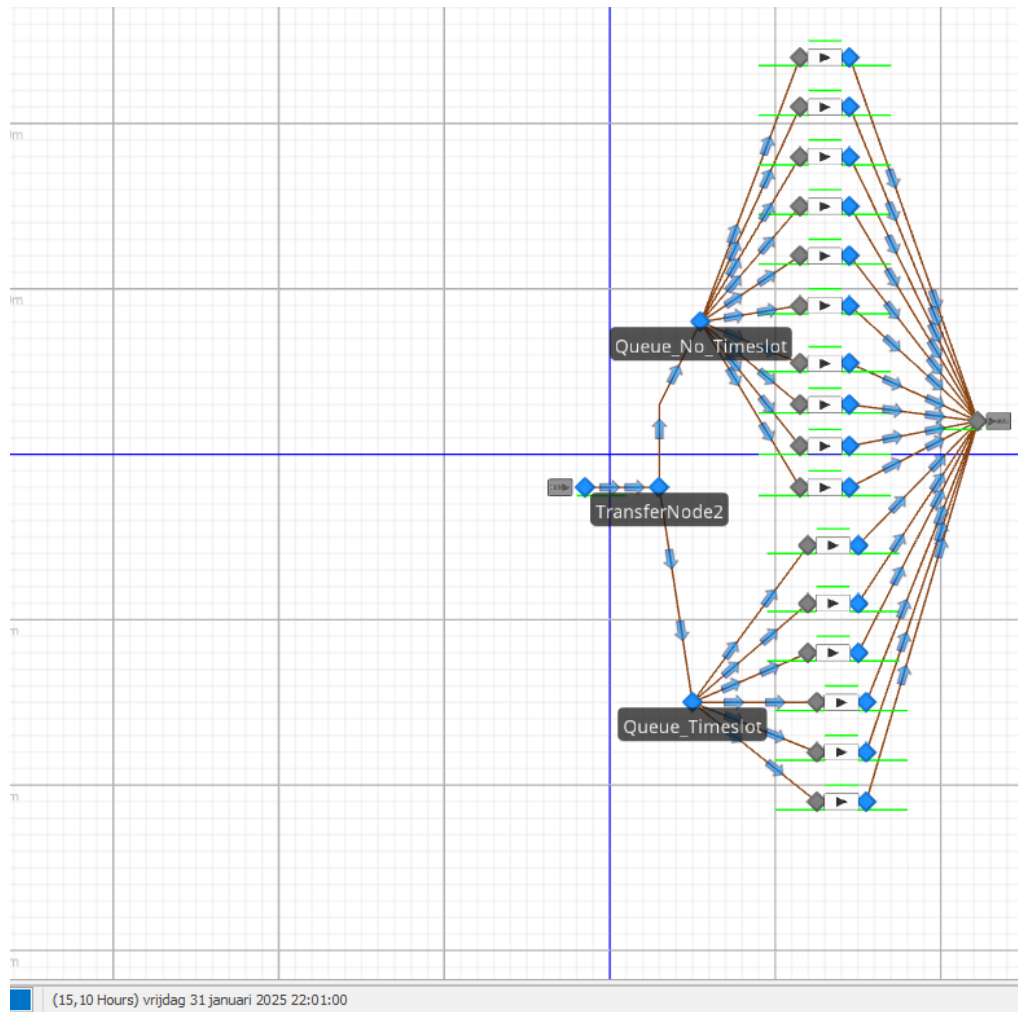 Queue_No_Timeslot
TransferNode2
Queue_Timeslot
(15,10 Hours) vrijdag 31 januari 2025 22:01:00